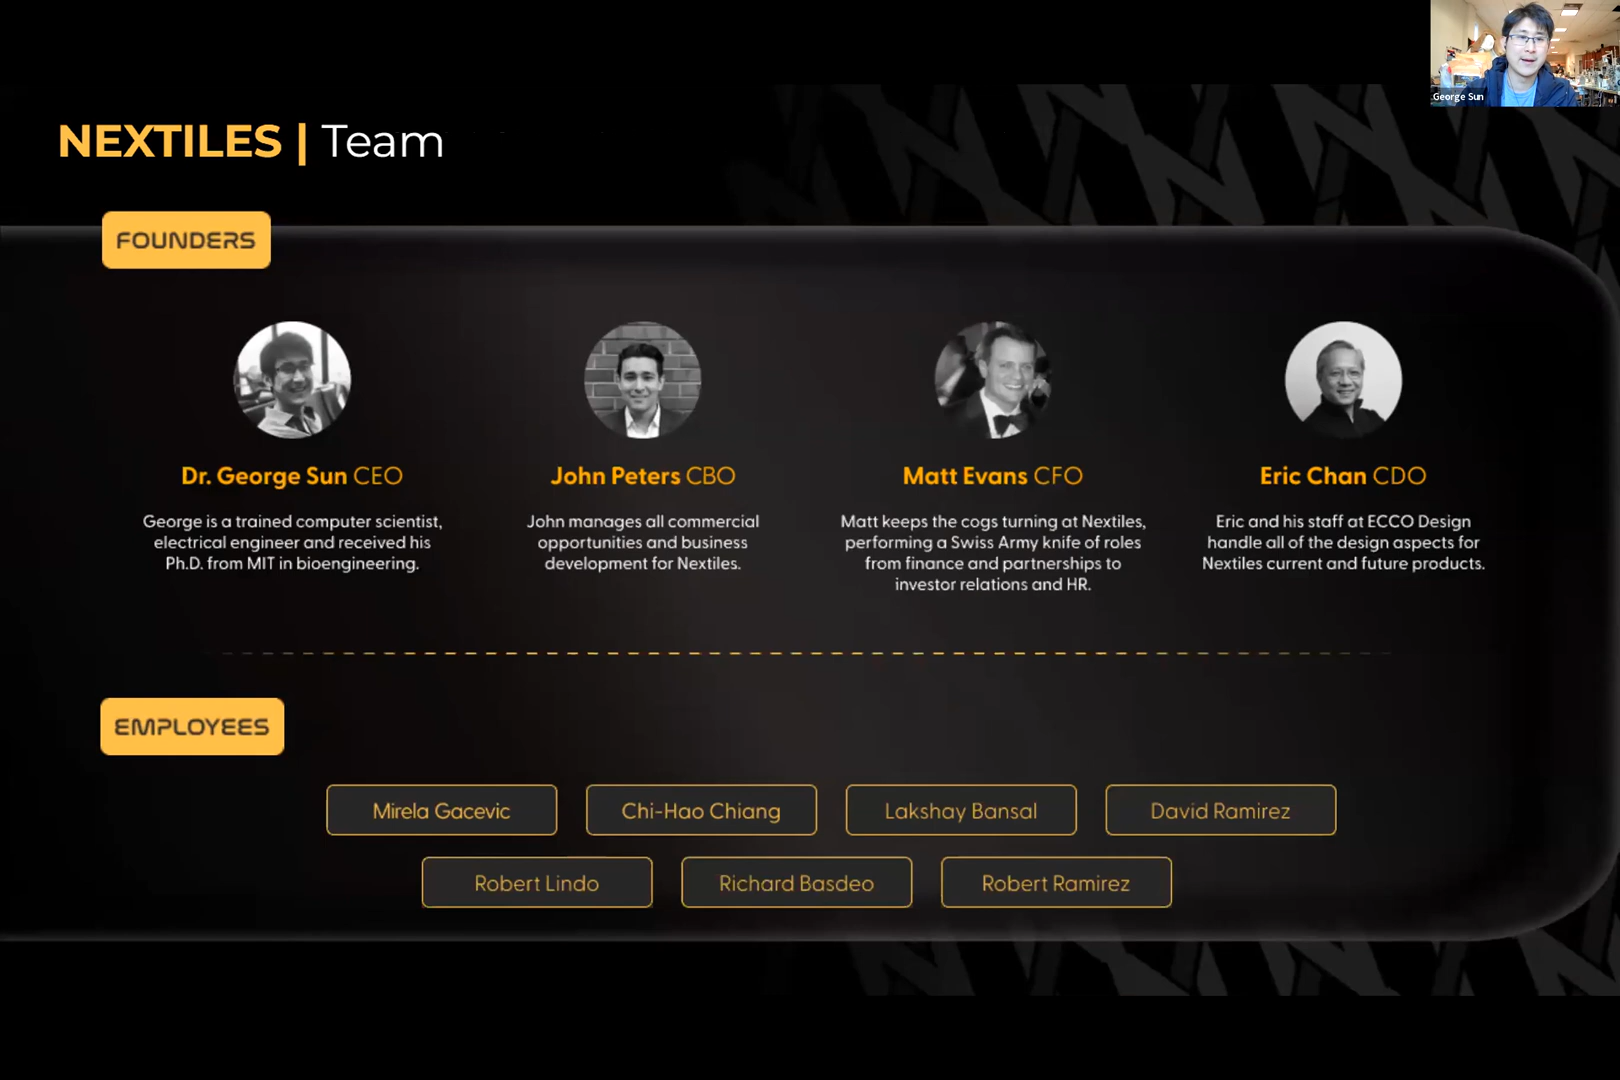 George Sun
NEXTILES | Team
FOUNDERS
Dr. George Sun CEO
George is a trained computer scientist,
electrical engineer and received his
Ph.D. from MIT in bioengineering.
John Peters CBO
John manages all commercial
opportunities and business
development for Nextiles.
Matt Evans CFO
Matt keeps the cogs turning at Nextiles,
performing a Swiss Army knife of roles
from finance and partnerships to
investor relations and HR.
Eric Chan CDO
Eric and his staff at ECCO Design
handle all of the design aspects for
Nextiles current and future products.
EMPLOYEES
Mirela Gacevic
Chi-Hao Chiang
Lakshay Bansal
David Ramirez
Robert Lindo
Richard Basdeo
Robert Ramirez